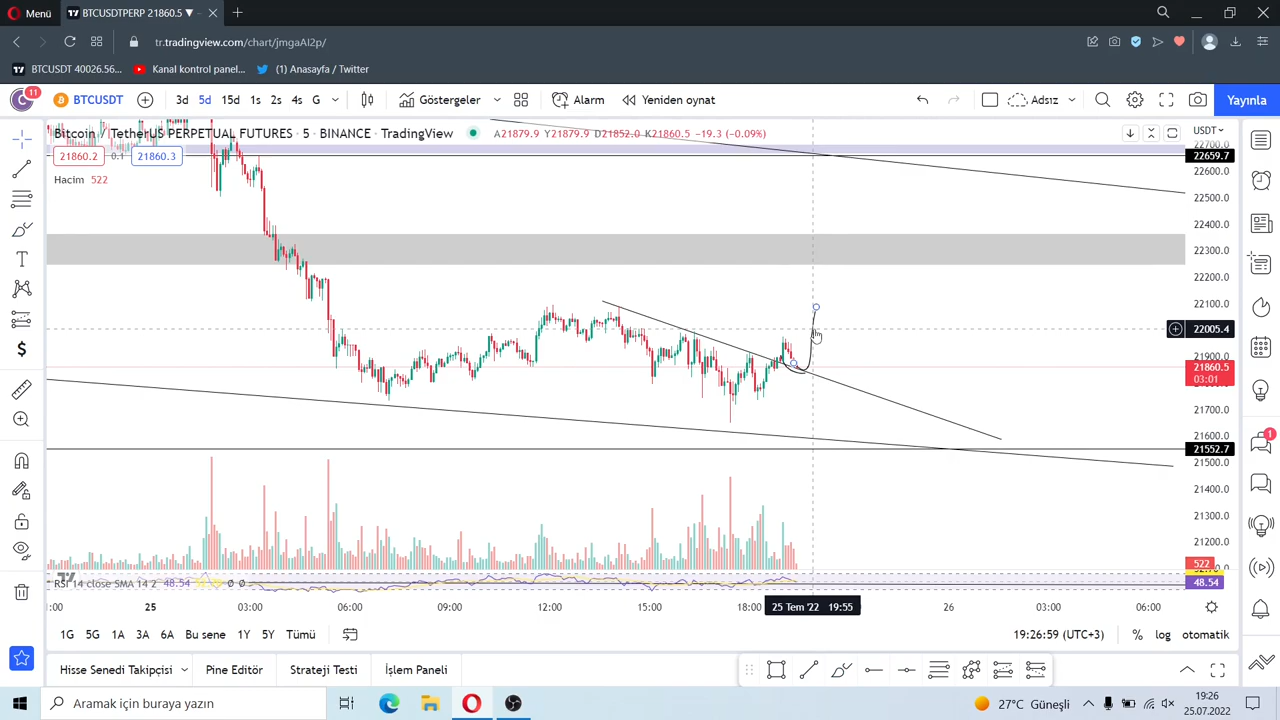 Menü
BTCUSDTPERP 21860.5 ▼
tr.tradingview.com/chart/jmgaAI2p/
BTCUSDT 40026.56... Kanal kontrol panel... (1) Anasayfa / Twitter
11
BTCUSDT 3d 5d 15d 1s 2s 4s G Göstergeler Alarm Yeniden oynat Adsız Yayınla
Bitcoin / TetherUS PERPETUAL FUTURES · 5 · BINANCE · TradingView A21879.9 Y21879.9 D21852.0 K21860.5 −19.3 (−0.09%) USDT
21860.2 0.1 21860.3
Hacim 522
22700.0
22659.7
22600.0
22500.0
22400.0
22300.0
22200.0
22100.0
22005.4
21900.0
21860.5
03:01
21700.0
21600.0
21552.7
21500.0
21400.0
21300.0
21200.0
522
RSI 14 close SMA 14 2 48.54 Ø Ø
48.54
:00 25 03:00 06:00 09:00 12:00 15:00 18:00 25 Tem '22 19:55 26 03:00 06:00
1G 5G 1A 3A 6A Bu sene 1Y 5Y Tümü 19:26:59 (UTC+3) % log otomatik
Hisse Senedi Takipçisi Pine Editör Strateji Testi İşlem Paneli
1
Aramak için buraya yazın
27°C Güneşli
19:26
25.07.2022